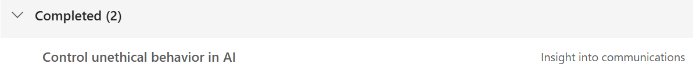 Completed (2)
Control unethical behavior in AI Insight into communications